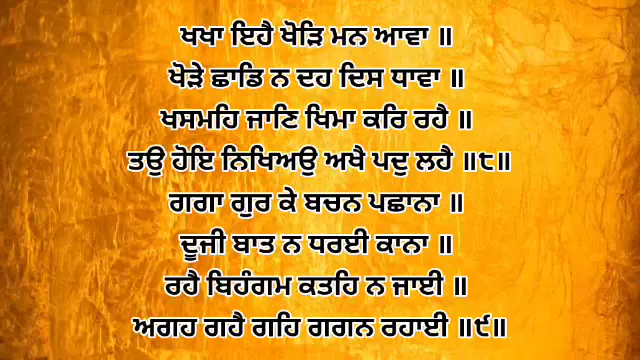 ਖਖਾ ਇਹੈ ਖੋੜਿ ਮਨ ਆਵਾ ॥
ਖੋੜੇ ਛਾਡਿ ਨ ਦਹ ਦਿਸ ਧਾਵਾ ॥
ਖਸਮਹਿ ਜਾਣਿ ਖਿਮਾ ਕਰਿ ਰਹੈ ॥
ਤਉ ਹੋਇ ਨਿਖਿਅਉ ਅਖੈ ਪਦੁ ਲਹੈ ॥੮॥
ਗਗਾ ਗੁਰ ਕੇ ਬਚਨ ਪਛਾਨਾ ॥
ਦੂਜੀ ਬਾਤ ਨ ਧਰਈ ਕਾਨਾ ॥
ਰਹੈ ਬਿਹੰਗਮ ਕਤਹਿ ਨ ਜਾਈ ॥
ਅਗਹ ਗਹੈ ਗਹਿ ਗਗਨ ਰਹਾਈ ॥੯॥